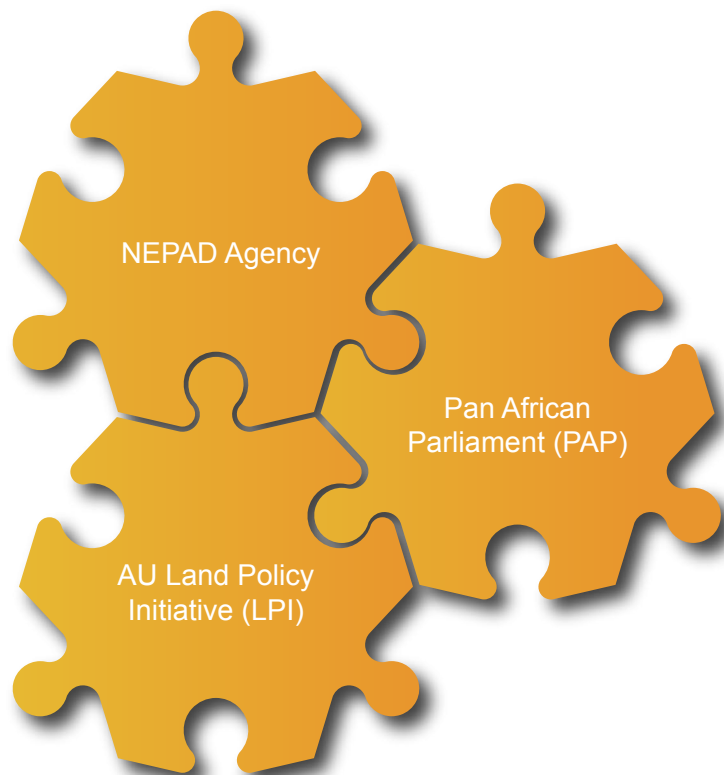 NEPAD Agency
Pan African
Parliament (PAP)
AU Land Policy
Initiative (LPI)